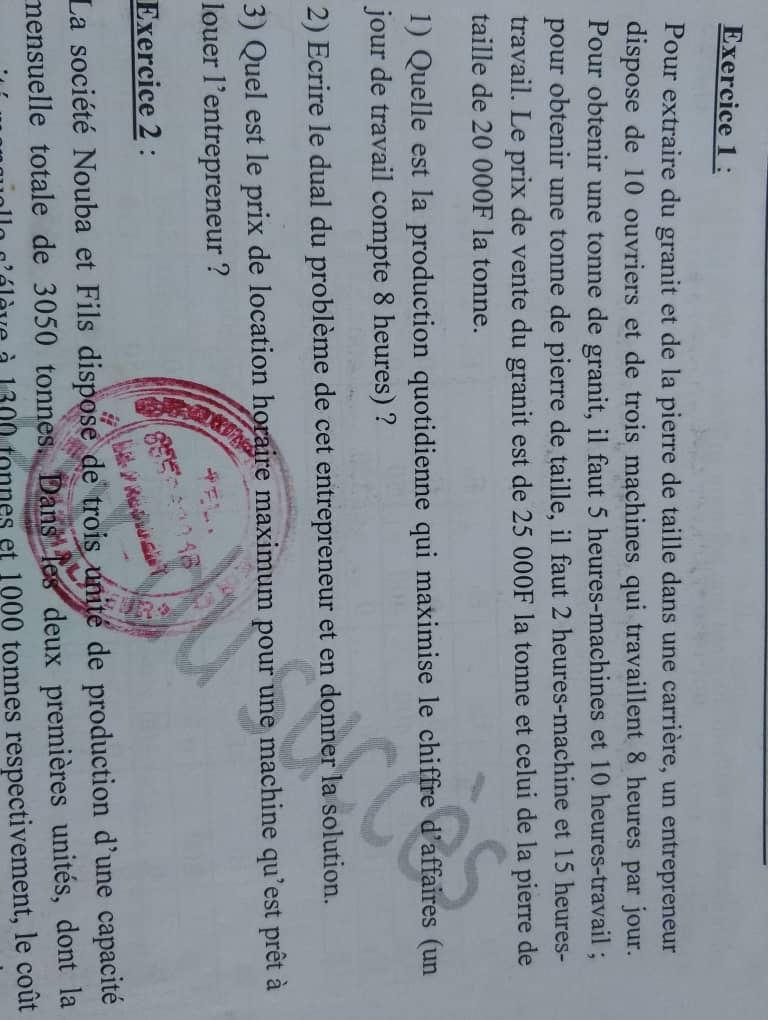 Exercice 1 :
Pour extraire du granit et de la pierre de taille dans une carrière, un entrepreneur
dispose de 10 ouvriers et de trois machines qui travaillent 8 heures par jour.
Pour obtenir une tonne de granit, il faut 5 heures-machines et 10 heures-travail ;
pour obtenir une tonne de pierre de taille, il faut 2 heures-machine et 15 heures-
travail. Le prix de vente du granit est de 25 000F la tonne et celui de la pierre de
taille de 20 000F la tonne.
1) Quelle est la production quotidienne qui maximise le chiffre d'affaires (un
jour de travail compte 8 heures) ?
2) Ecrire le dual du problème de cet entrepreneur et en donner la solution.
3) Quel est le prix de location horaire maximum pour une machine qu'est prêt à
louer l'entrepreneur ?
du succès
TEL.
Exercice 2 :
La société Nouba et Fils dispose de trois unité de production d'une capacité
mensuelle totale de 3050 tonnes. Dans les deux premières unités, dont la
mensuelle s'élève à 1300 tonnes et 1000 tonnes respectivement, le coût